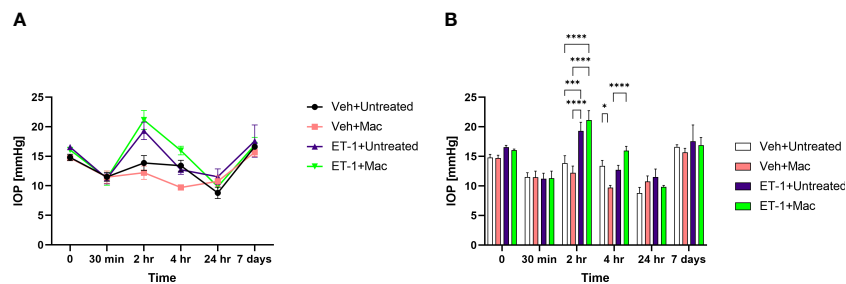 A
IOP [mmHg]
25
20
15
10
5
0
0 30 min 2 hr 4 hr 24 hr 7 days
Time
Veh+Untreated
Veh+Mac
ET-1+Untreated
ET-1+Mac
B
IOP [mmHg]
25
20
15
10
5
0
****
****
***
****
*
****
0 30 min 2 hr 4 hr 24 hr 7 days
Time
Veh+Untreated
Veh+Mac
ET-1+Untreated
ET-1+Mac